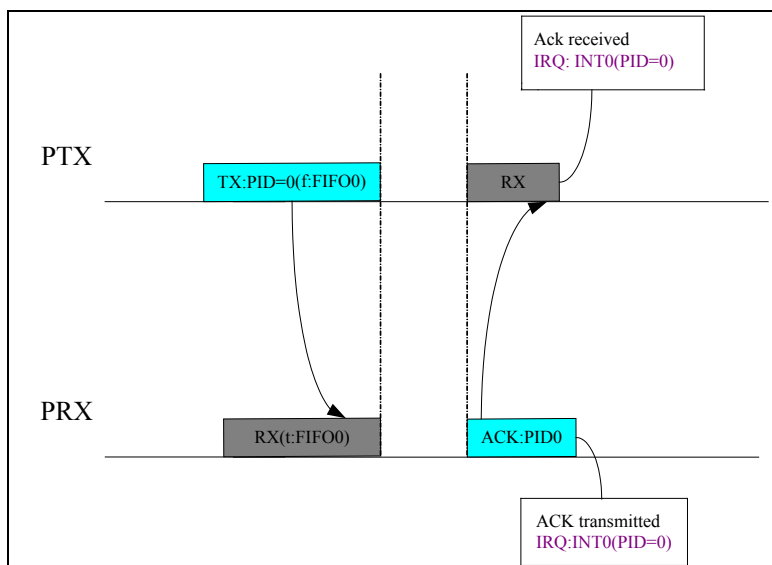 Ack received
IRQ: INT0(PID=0)
PTX
TX:PID=0(f:FIFO0)
RX
PRX
RX(t:FIFO0)
ACK:PID0
ACK transmitted
IRQ:INT0(PID=0)